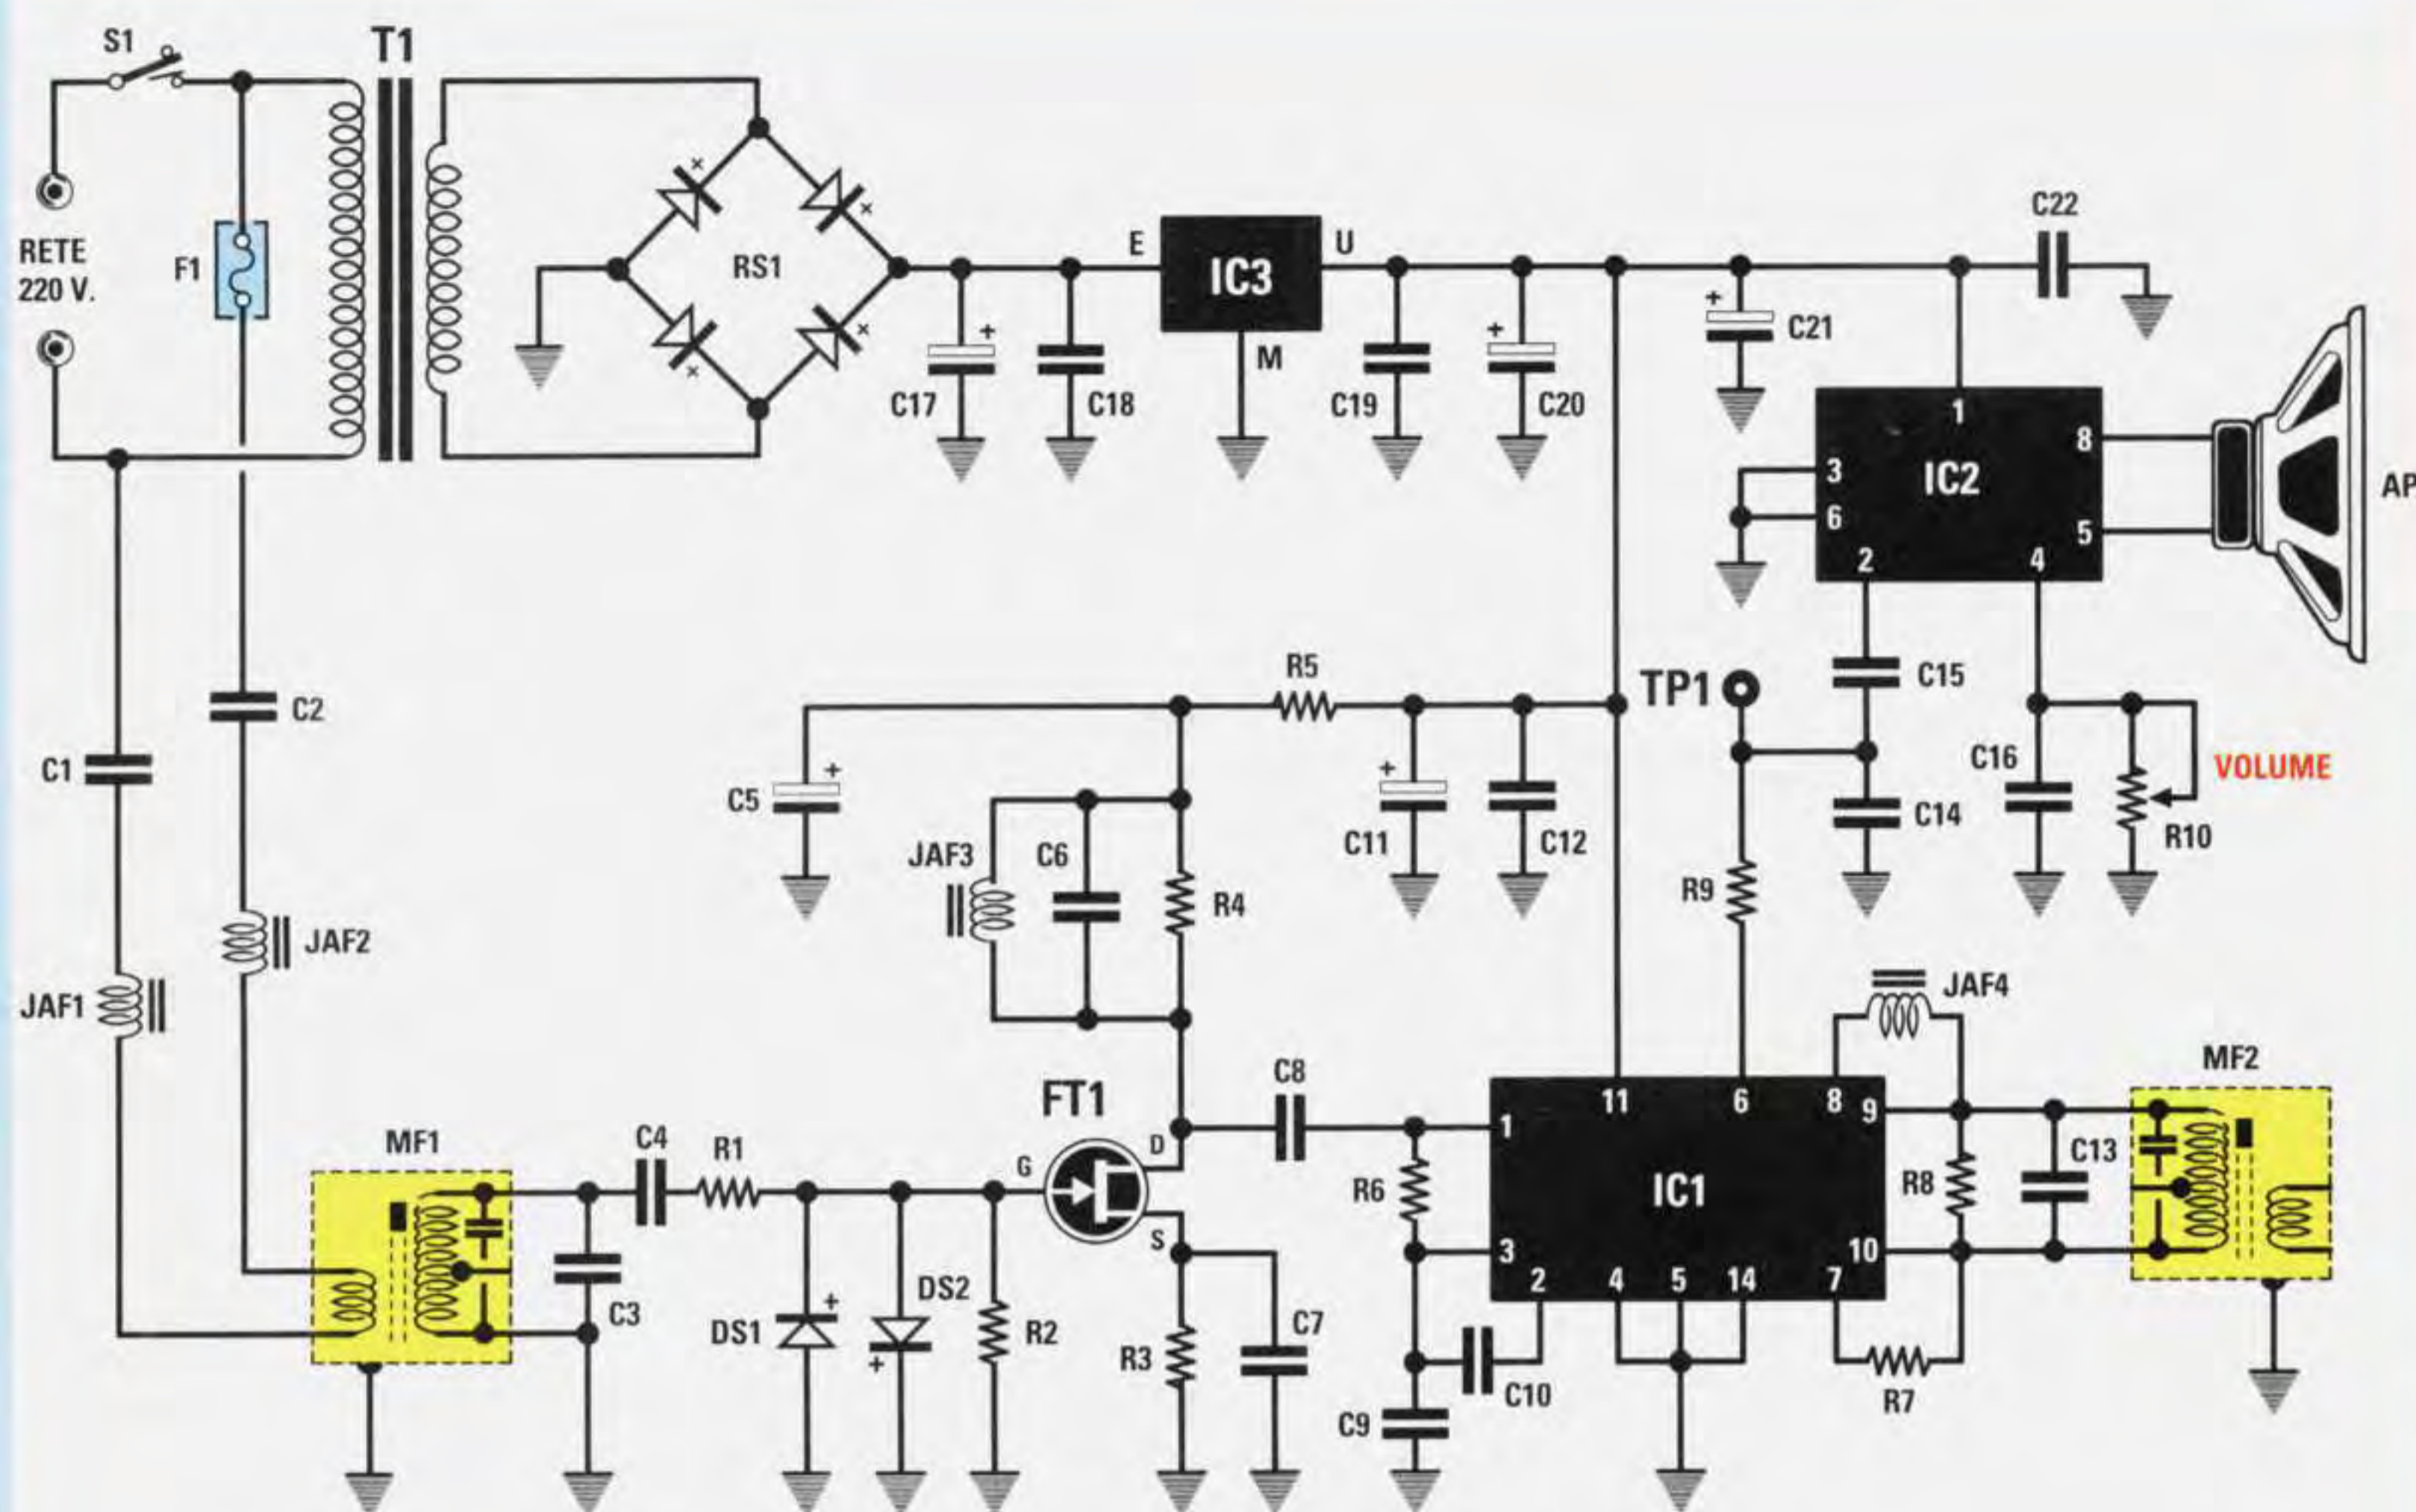 S1
T1
RETE
220 V.
F1
RS1
E
IC3
U
M
C17
C18
C19
C20
C21
C22
1
8
3
IC2
6
5
2
4
AP
C1
C2
JAF1
JAF2
C5
R5
JAF3
C6
R4
C11
C12
TP1
C15
C14
C16
VOLUME
R10
R9
JAF4
MF1
C3
C4
R1
DS1
DS2
R2
FT1
G
D
S
R3
C7
C8
R6
C9
C10
1
11
6
8
9
IC1
3
2
4
5
14
7
10
R7
R8
C13
MF2
+
+
+
+
+
+
+